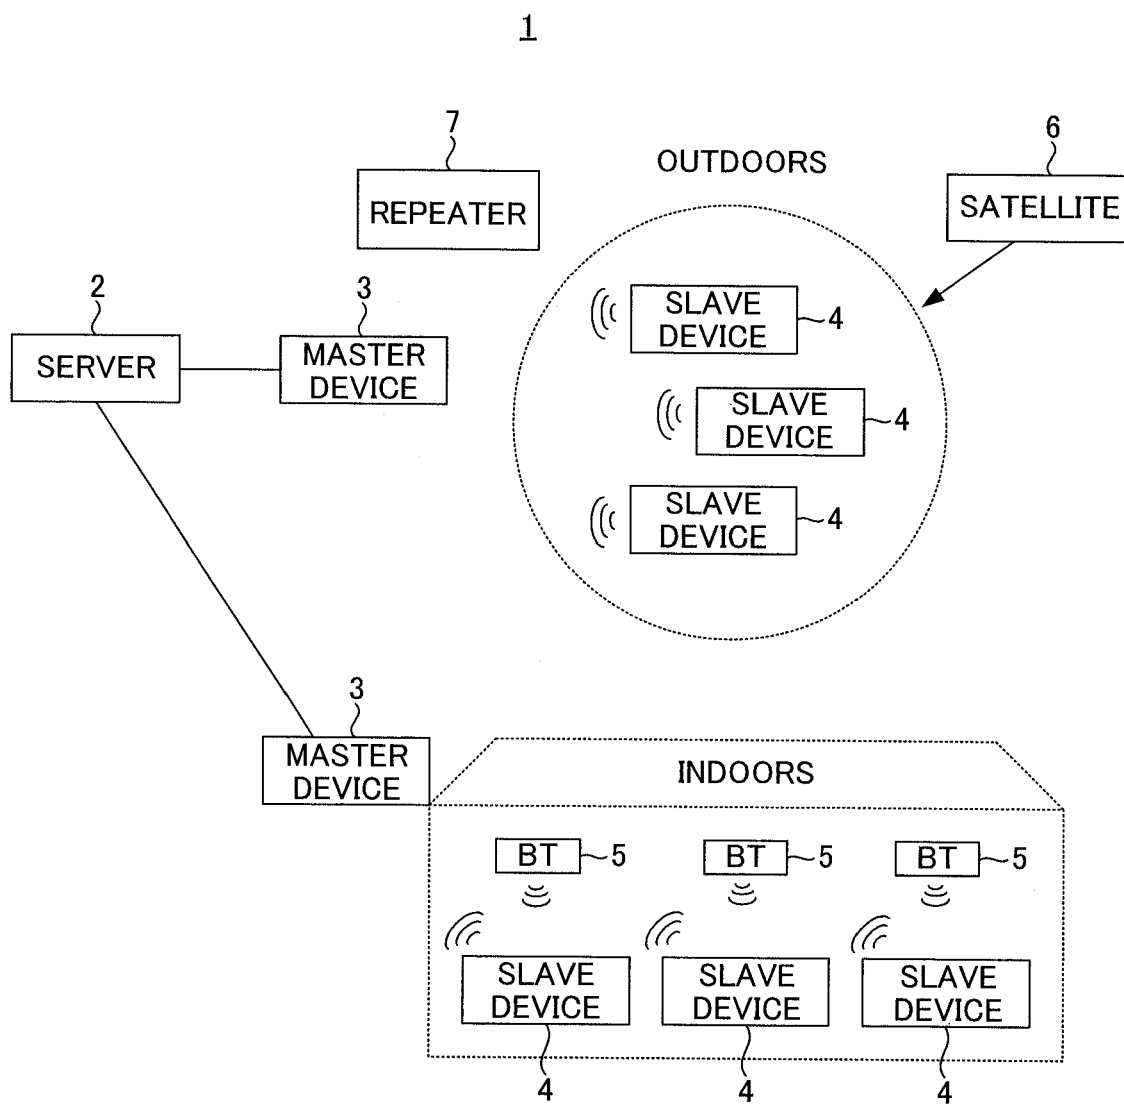 1
7
REPEATER
OUTDOORS
6
SATELLITE
2
SERVER
3
MASTER
DEVICE
SLAVE
DEVICE
4
SLAVE
DEVICE
4
SLAVE
DEVICE
4
3
MASTER
DEVICE
INDOORS
BT
5
BT
5
BT
5
SLAVE
DEVICE
4
SLAVE
DEVICE
4
SLAVE
DEVICE
4